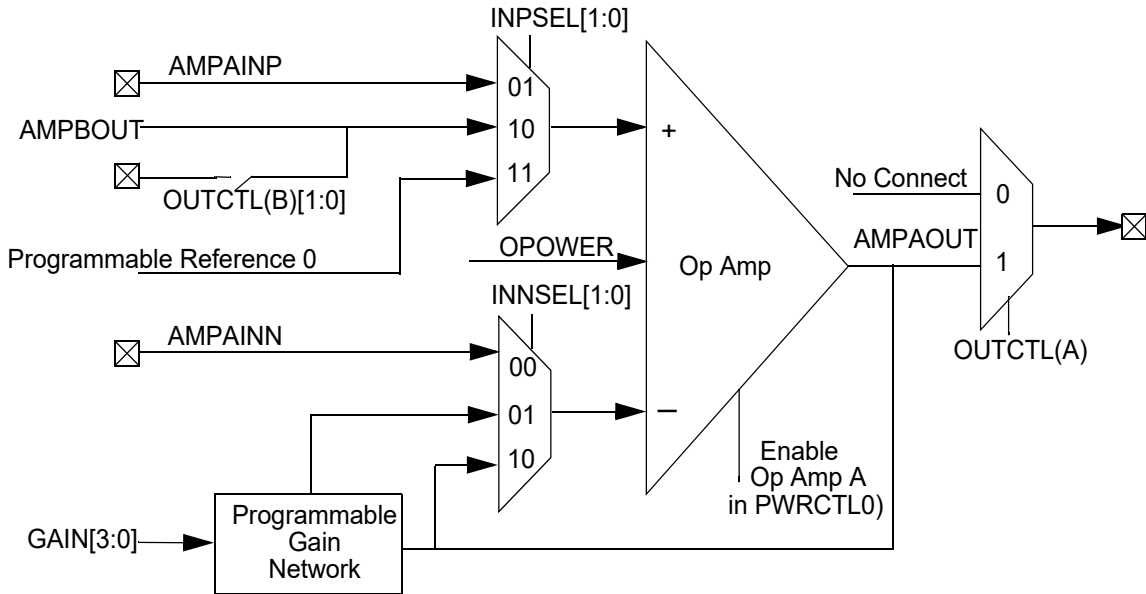 INPSEL[1:0]
AMPAINP
01
AMPBOUT
10
+
11
OUTCTL(B)[1:0]
No Connect
0
AMPAOUT
1
Programmable Reference 0
OPOWER
Op Amp
INNSEL[1:0]
AMPAINN
00
OUTCTL(A)
01
–
10
Enable
Op Amp A
in PWRCTL0)
Programmable
Gain
Network
GAIN[3:0]